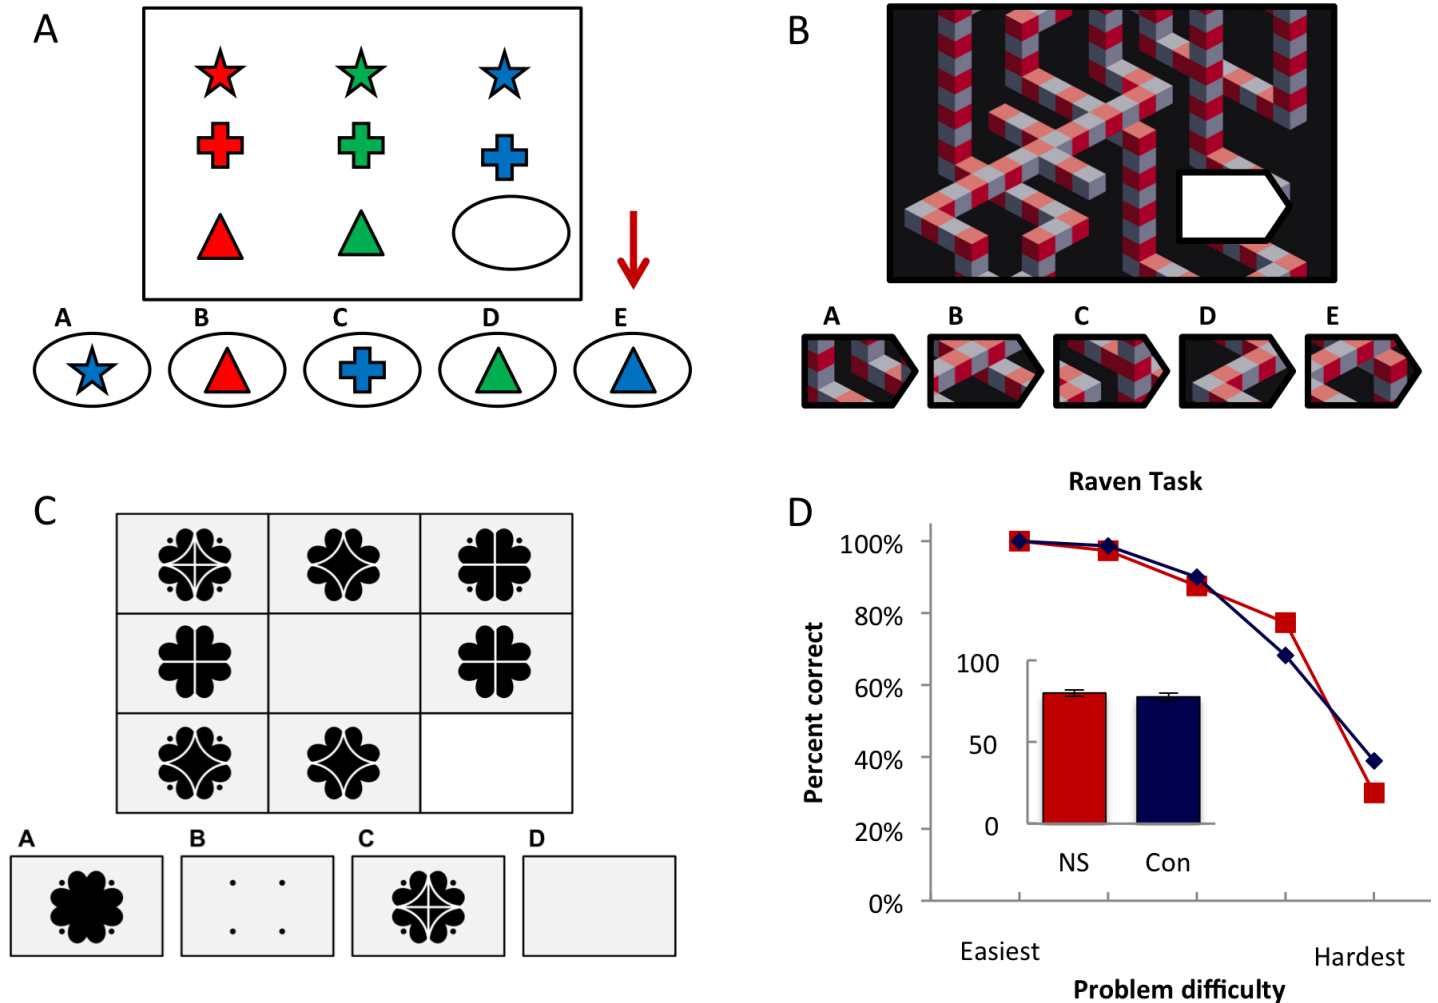 A
A B C D E
B
A B C D E
C
A B C D
Raven Task
D
Percent correct
100%
80%
60%
40%
20%
0%
100
50
0
NS Con
Easiest Hardest
Problem difficulty